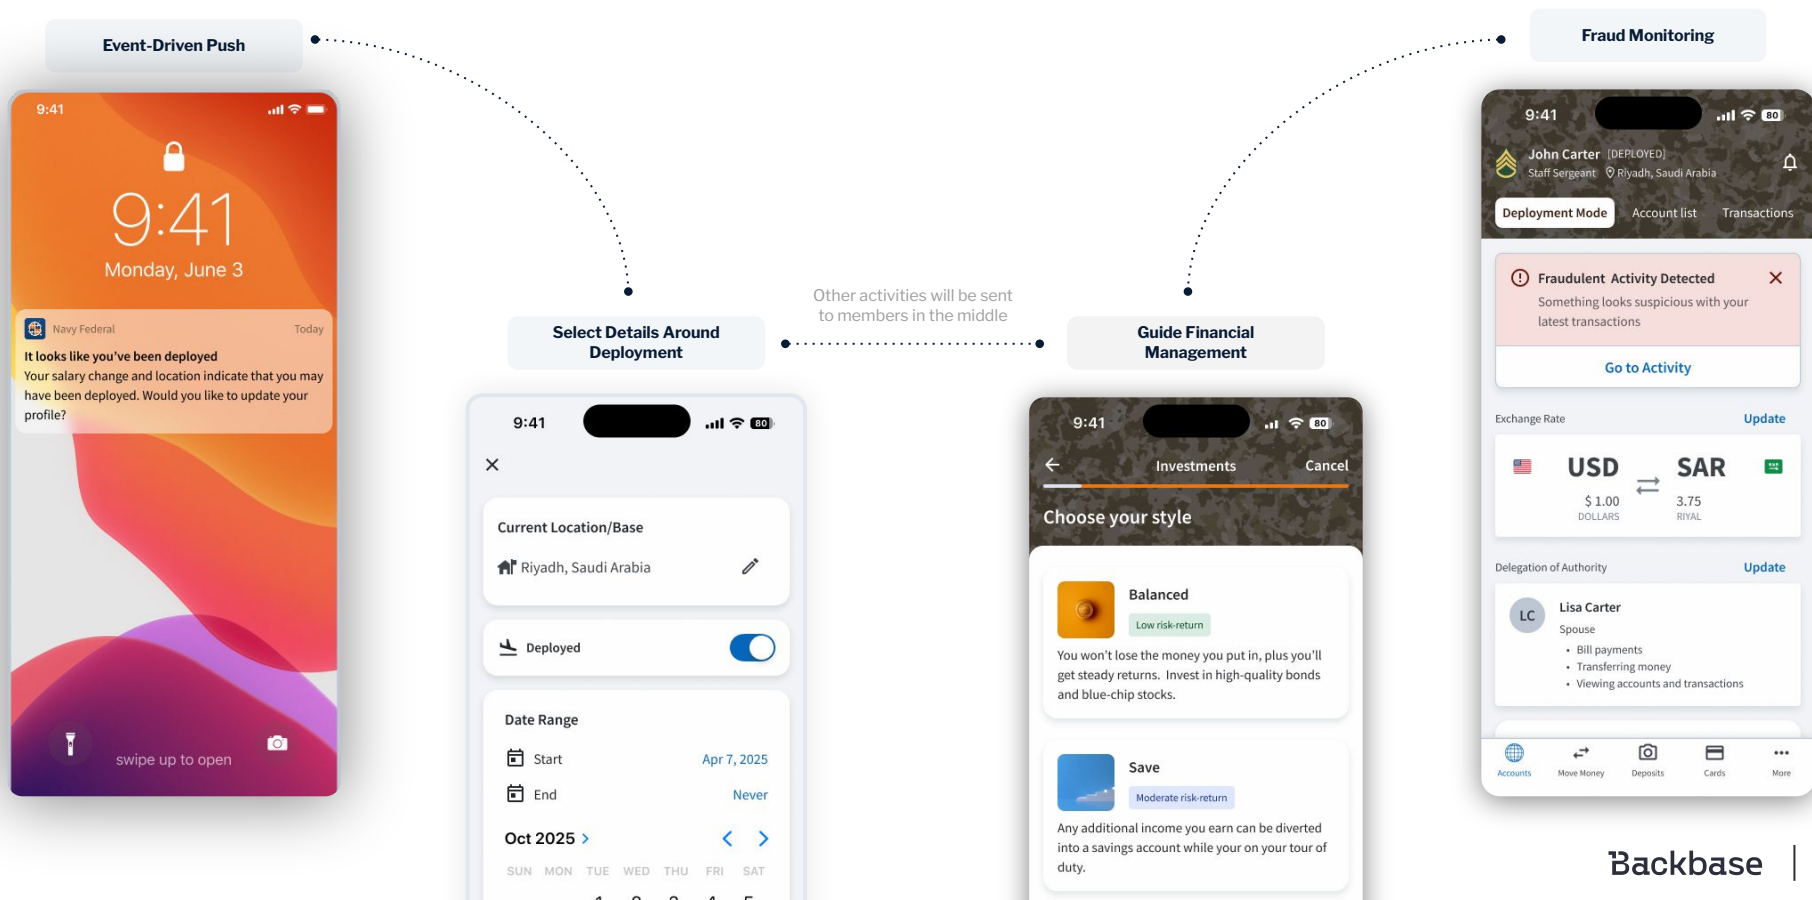 Event-Driven Push
9:41
9:41
Monday, June 3
Navy Federal
Today
It looks like you've been deployed
Your salary change and location indicate that you may
have been deployed. Would you like to update your
profile?
swipe up to open
Select Details Around
Deployment
9:41
80
Current Location/Base
Riyadh, Saudi Arabia
Deployed
Date Range
Start
Apr 7, 2025
End
Never
Oct 2025
SUN MON TUE WED THU FRI SAT
1 2 3 4 5
Other activities will be sent
to members in the middle
Guide Financial
Management
9:41
80
Investments
Cancel
Choose your style
Balanced
Low risk-return
You won't lose the money you put in, plus you'll
get steady returns. Invest in high-quality bonds
and blue-chip stocks.
Save
Moderate risk-return
Any additional income you earn can be diverted
into a savings account while your on your tour of
duty.
Fraud Monitoring
9:41
80
John Carter [DEPLOYED]
Staff Sergeant Riyadh, Saudi Arabia
Deployment Mode
Account list
Transactions
Fraudulent Activity Detected
Something looks suspicious with your
latest transactions
Go to Activity
Exchange Rate
Update
USD
SAR
$ 1.00
3.75
DOLLARS
RIYAL
Delegation of Authority
Update
LC
Lisa Carter
Spouse
• Bill payments
• Transferring money
• Viewing accounts and transactions
Accounts
Move Money
Deposits
Cards
More
Backbase